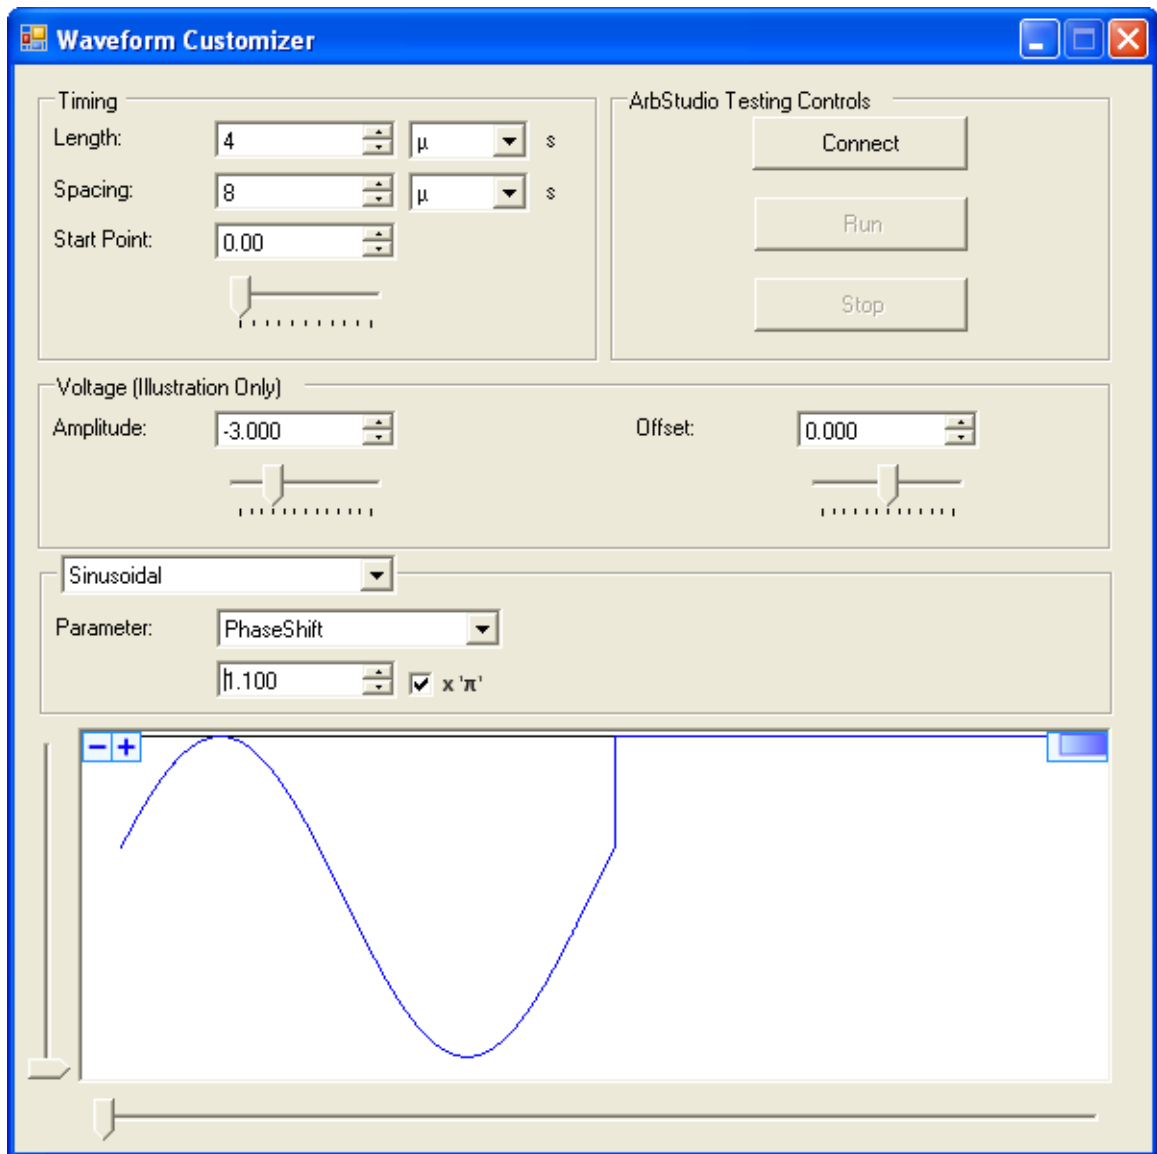 Waveform Customizer
Timing
Length: 4 µ s
Spacing: 8 µ s
Start Point: 0.00
ArbStudio Testing Controls
Connect
Run
Stop
Voltage (Illustration Only)
Amplitude: -3.000 Offset: 0.000
Sinusoidal
Parameter: PhaseShift
1.100 x 'π'
− +